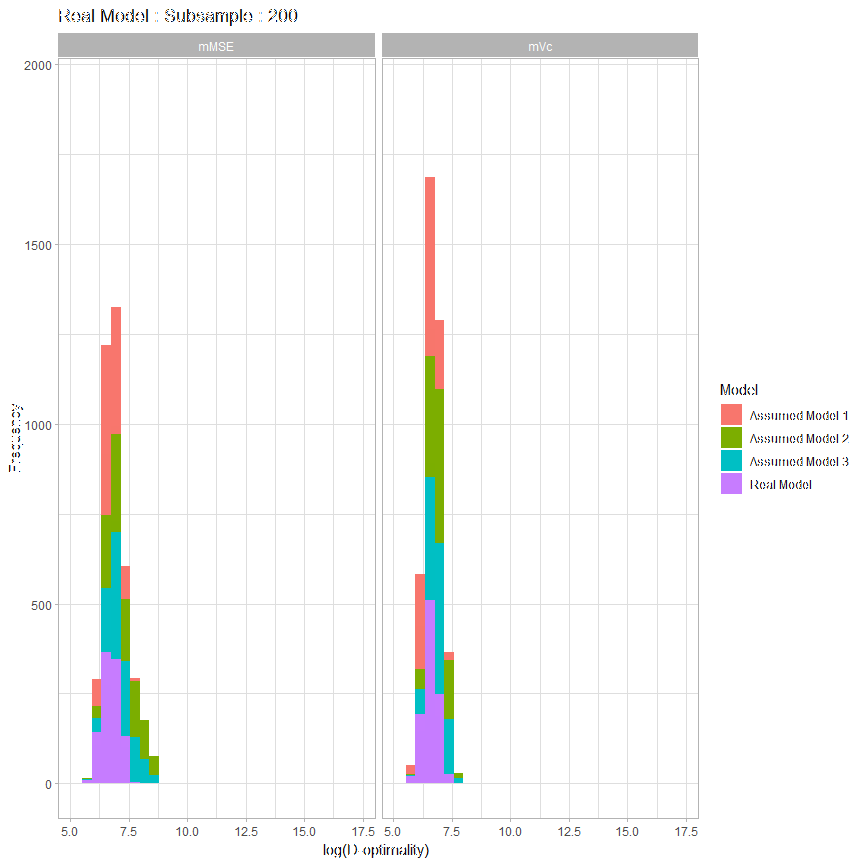 Real Model : Subsample : 200
mMSE
mVc
2000
1500
1000
500
0
Frequency
5.0 7.5 10.0 12.5 15.0 17.5
5.0 7.5 10.0 12.5 15.0 17.5
log(D-optimality)
Model
Assumed Model 1
Assumed Model 2
Assumed Model 3
Real Model